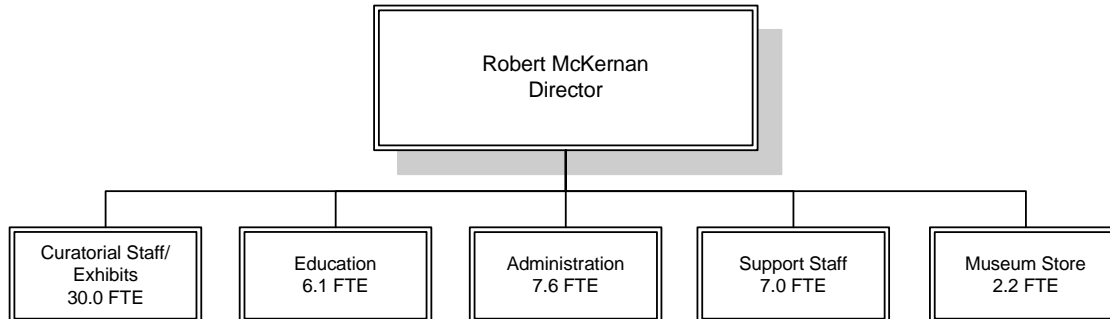 Robert McKernan
Director
Curatorial Staff/
Exhibits
30.0 FTE
Education
6.1 FTE
Administration
7.6 FTE
Support Staff
7.0 FTE
Museum Store
2.2 FTE